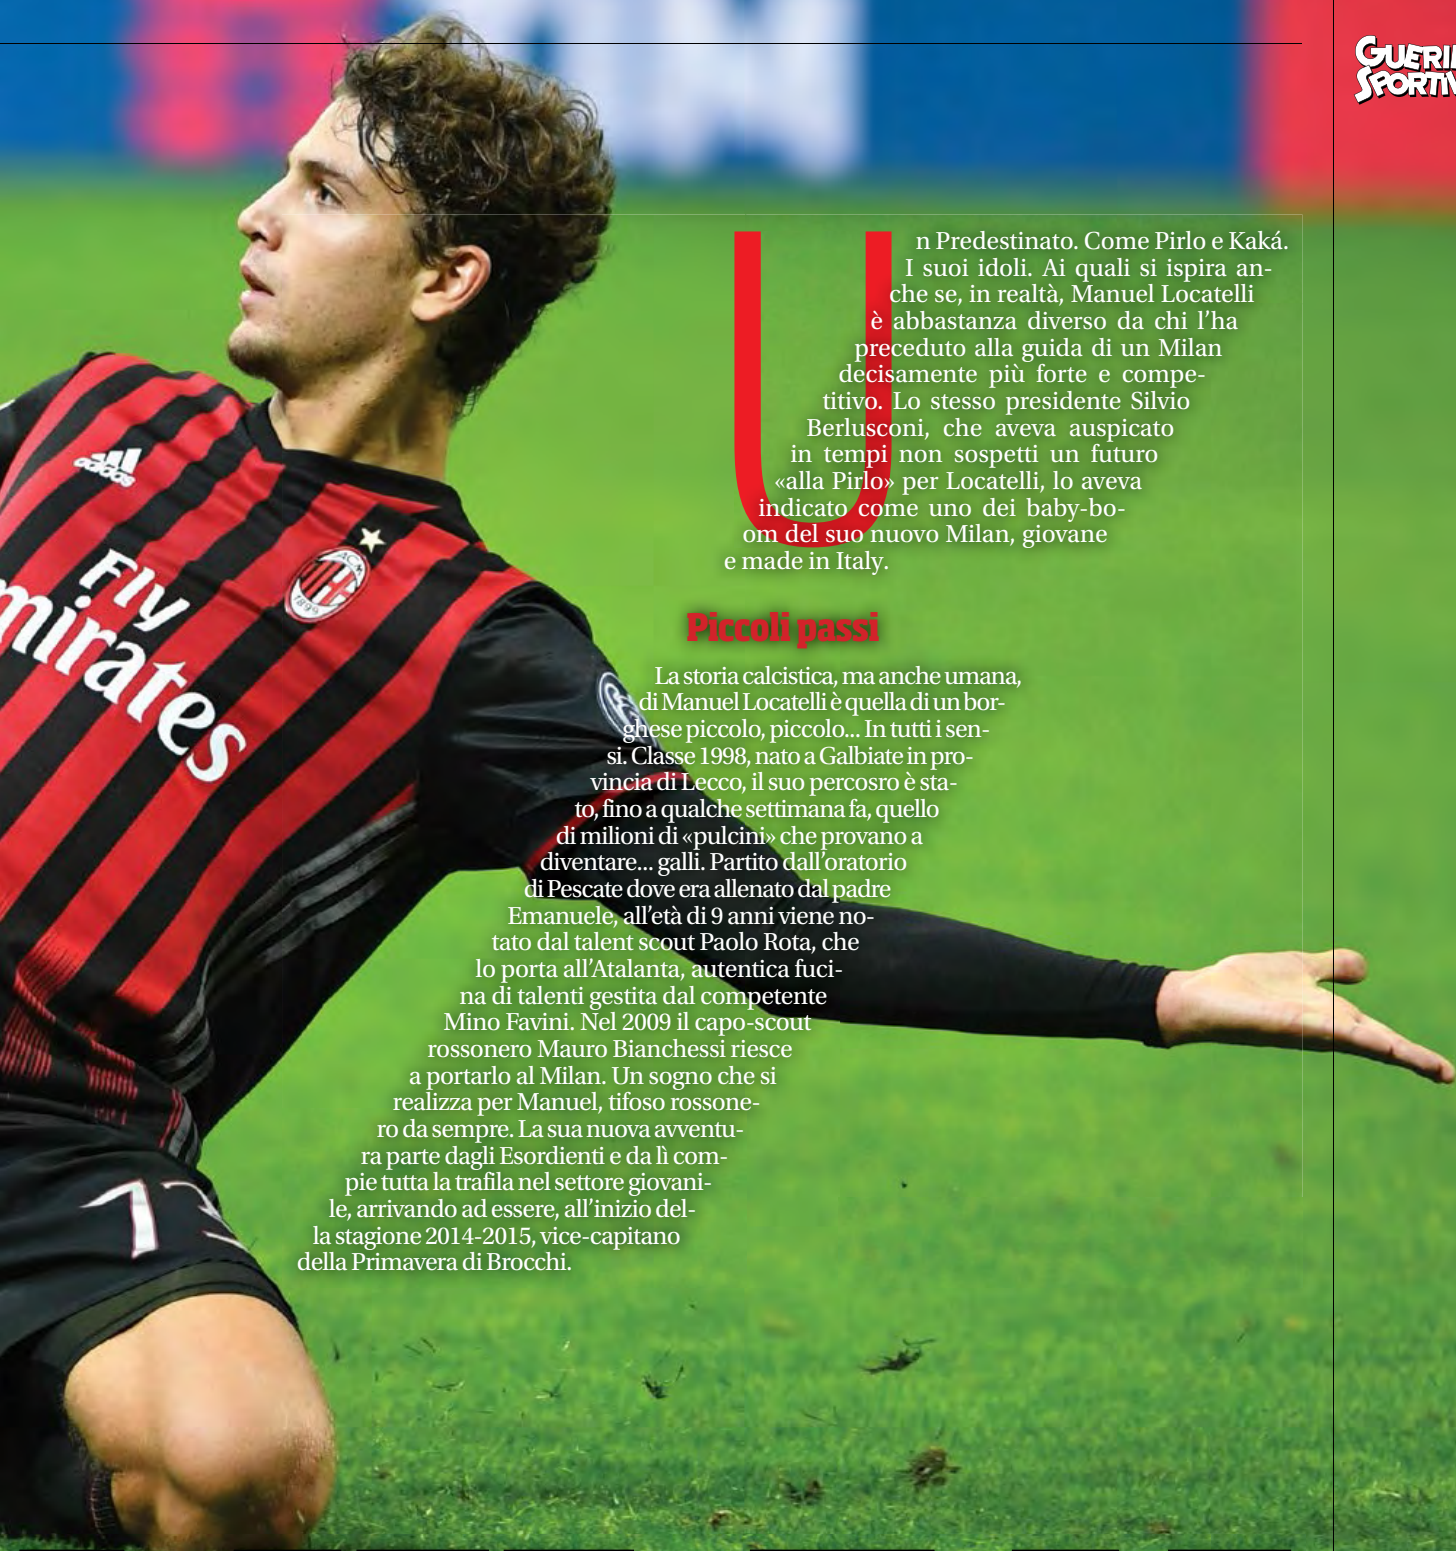 GUERI
SPORTIV
Un Predestinato. Come Pirlo e Kaká.
I suoi idoli. Ai quali si ispira an-
che se, in realtà, Manuel Locatelli
è abbastanza diverso da chi l'ha
preceduto alla guida di un Milan
decisamente più forte e compe-
titivo. Lo stesso presidente Silvio
Berlusconi, che aveva auspicato
in tempi non sospetti un futuro
«alla Pirlo» per Locatelli, lo aveva
indicato come uno dei baby-bo-
om del suo nuovo Milan, giovane
e made in Italy.
Piccoli passi
La storia calcistica, ma anche umana,
di Manuel Locatelli è quella di un bor-
ghese piccolo, piccolo... In tutti i sen-
si. Classe 1998, nato a Galbiate in pro-
vincia di Lecco, il suo percosro è sta-
to, fino a qualche settimana fa, quello
di milioni di «pulcini» che provano a
diventare... galli. Partito dall'oratorio
di Pescate dove era allenato dal padre
Emanuele, all'età di 9 anni viene no-
tato dal talent scout Paolo Rota, che
lo porta all'Atalanta, autentica fuci-
na di talenti gestita dal competente
Mino Favini. Nel 2009 il capo-scout
rossonero Mauro Bianchessi riesce
a portarlo al Milan. Un sogno che si
realizza per Manuel, tifoso rossone-
ro da sempre. La sua nuova avventu-
ra parte dagli Esordienti e da lì com-
pie tutta la trafila nel settore giovani-
le, arrivando ad essere, all'inizio del-
la stagione 2014-2015, vice-capitano
della Primavera di Brocchi.
adidas
ACM
1899
Fly
mirates
73